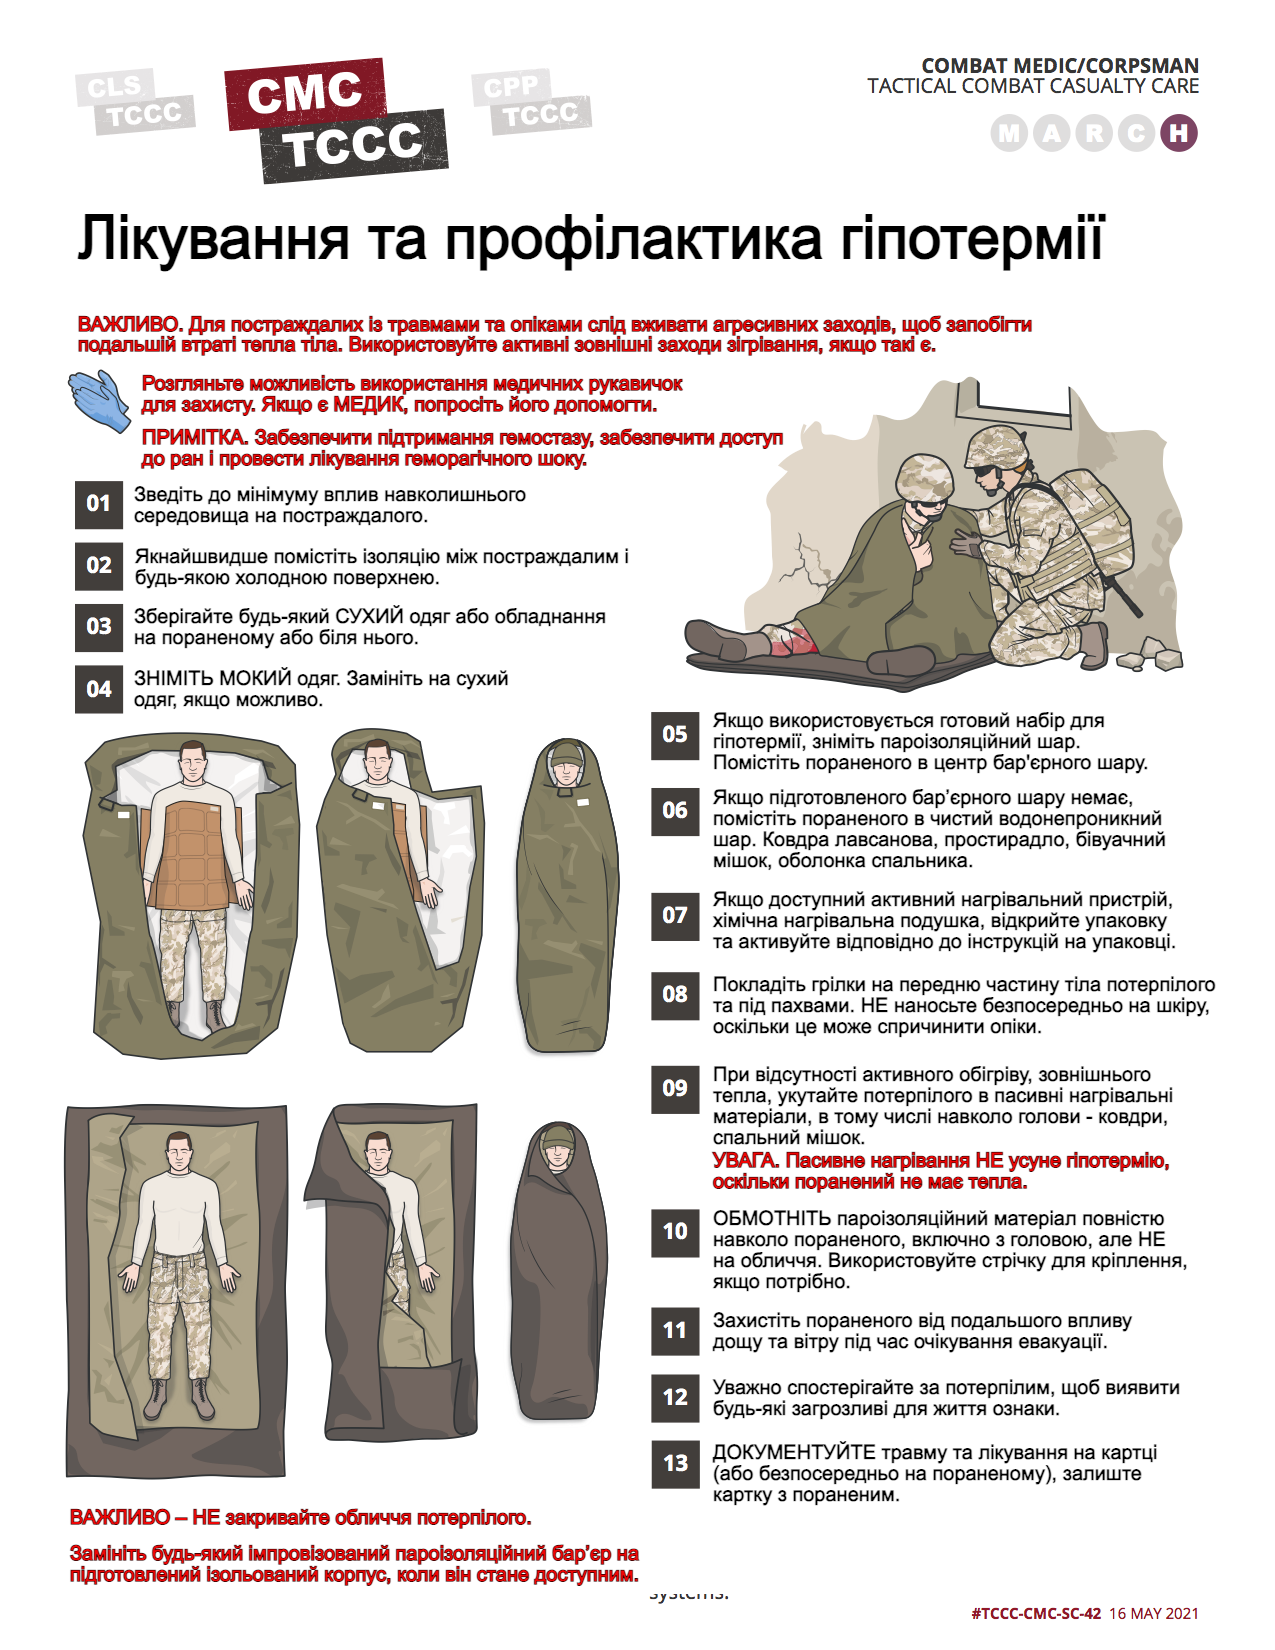 CLS
TCCC
CMC
TCCC
CPP
TCCC
COMBAT MEDIC/CORPSMAN
TACTICAL COMBAT CASUALTY CARE
M A R C H
Лікування та профілактика гіпотермії
ВАЖЛИВО. Для постраждалих із травмами та опіками слід вживати агресивних заходів, щоб запобігти
подальшій втраті тепла тіла. Використовуйте активні зовнішні заходи зігрівання, якщо такі є.
Розгляньте можливість використання медичних рукавичок
для захисту. Якщо є МЕДИК, попросіть його допомогти.
ПРИМІТКА. Забезпечити підтримання гемостазу, забезпечити доступ
до ран і провести лікування геморагічного шоку.
01 Зведіть до мінімуму вплив навколишнього
середовища на постраждалого.
02 Якнайшвидше помістіть ізоляцію між постраждалим і
будь-якою холодною поверхнею.
03 Зберігайте будь-який СУХИЙ одяг або обладнання
на пораненому або біля нього.
04 ЗНІМІТЬ МОКИЙ одяг. Замініть на сухий
одяг, якщо можливо.
05 Якщо використовується готовий набір для
гіпотермії, зніміть пароізоляційний шар.
Помістіть пораненого в центр бар'єрного шару.
06 Якщо підготовленого бар’єрного шару немає,
помістіть пораненого в чистий водонепроникний
шар. Ковдра лавсанова, простирадло, бівуачний
мішок, оболонка спальника.
07 Якщо доступний активний нагрівальний пристрій,
хімічна нагрівальна подушка, відкрийте упаковку
та активуйте відповідно до інструкцій на упаковці.
08 Покладіть грілки на передню частину тіла потерпілого
та під пахвами. НЕ наносьте безпосередньо на шкіру,
оскільки це може спричинити опіки.
09 При відсутності активного обігріву, зовнішнього
тепла, укутайте потерпілого в пасивні нагрівальні
матеріали, в тому числі навколо голови - ковдри,
спальний мішок.
УВАГА. Пасивне нагрівання НЕ усуне гіпотермію,
оскільки поранений не має тепла.
10 ОБМОТНІТЬ пароізоляційний матеріал повністю
навколо пораненого, включно з головою, але НЕ
на обличчя. Використовуйте стрічку для кріплення,
якщо потрібно.
11 Захистіть пораненого від подальшого впливу
дощу та вітру під час очікування евакуації.
12 Уважно спостерігайте за потерпілим, щоб виявити
будь-які загрозливі для життя ознаки.
13 ДОКУМЕНТУЙТЕ травму та лікування на картці
(або безпосередньо на пораненому), залиште
картку з пораненим.
ВАЖЛИВО – НЕ закривайте обличчя потерпілого.
Замініть будь-який імпровізований пароізоляційний бар’єр на
підготовлений ізольований корпус, коли він стане доступним.
systems.
#TCCC-CMC-SC-42 16 MAY 2021